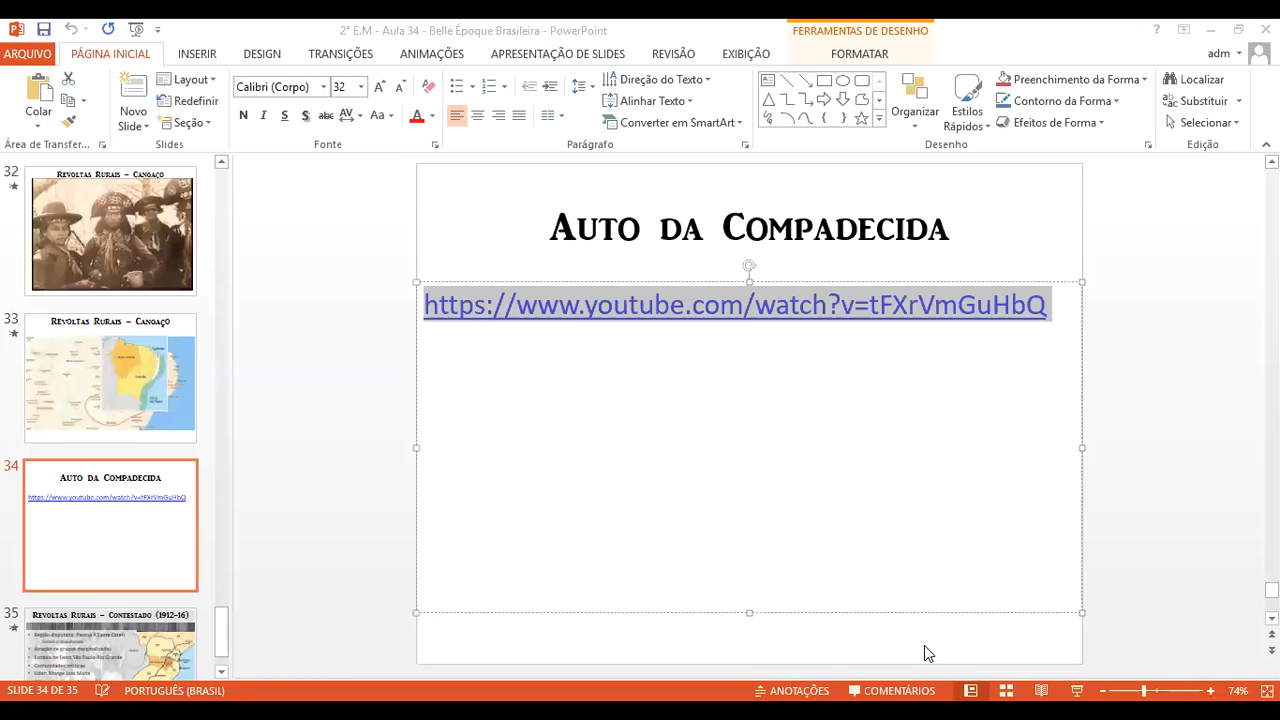 2° E.M - Aula 34 - Belle Époque Brasileira - PowerPoint
FERRAMENTAS DE DESENHO
ARQUIVO PÁGINA INICIAL INSERIR DESIGN TRANSIÇÕES ANIMAÇÕES APRESENTAÇÃO DE SLIDES REVISÃO EXIBIÇÃO FORMATAR adm
Colar
Novo Slide
Layout
Redefinir
Seção
Calibri (Corpo) 32
N I S S abc AV Aa A
Direção do Texto
Alinhar Texto
Converter em SmartArt
Organizar
Estilos Rápidos
Preenchimento da Forma
Contorno da Forma
Efeitos de Forma
Localizar
Substituir
Selecionar
Área de Transfer... Slides Fonte Parágrafo Desenho Edição
32
Revoltas Rurais – Cangaço
33
Revoltas Rurais – Cangaço
34
Auto da Compadecida
https://www.youtube.com/watch?v=tFXrVmGuHbQ
35
Revoltas Rurais – Contestado (1912-16)
Auto da Compadecida
https://www.youtube.com/watch?v=tFXrVmGuHbQ
SLIDE 34 DE 35 PORTUGUÊS (BRASIL) ANOTAÇÕES COMENTÁRIOS 74%